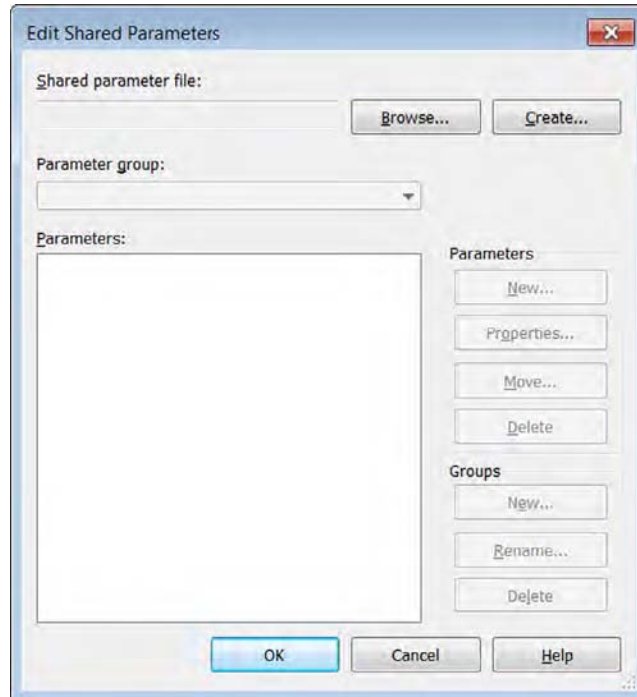 Edit Shared Parameters
Shared parameter file:
Browse...
Create...
Parameter group:
Parameters:
Parameters
New...
Properties...
Move...
Delete
Groups
New...
Rename...
Delete
OK
Cancel
Help